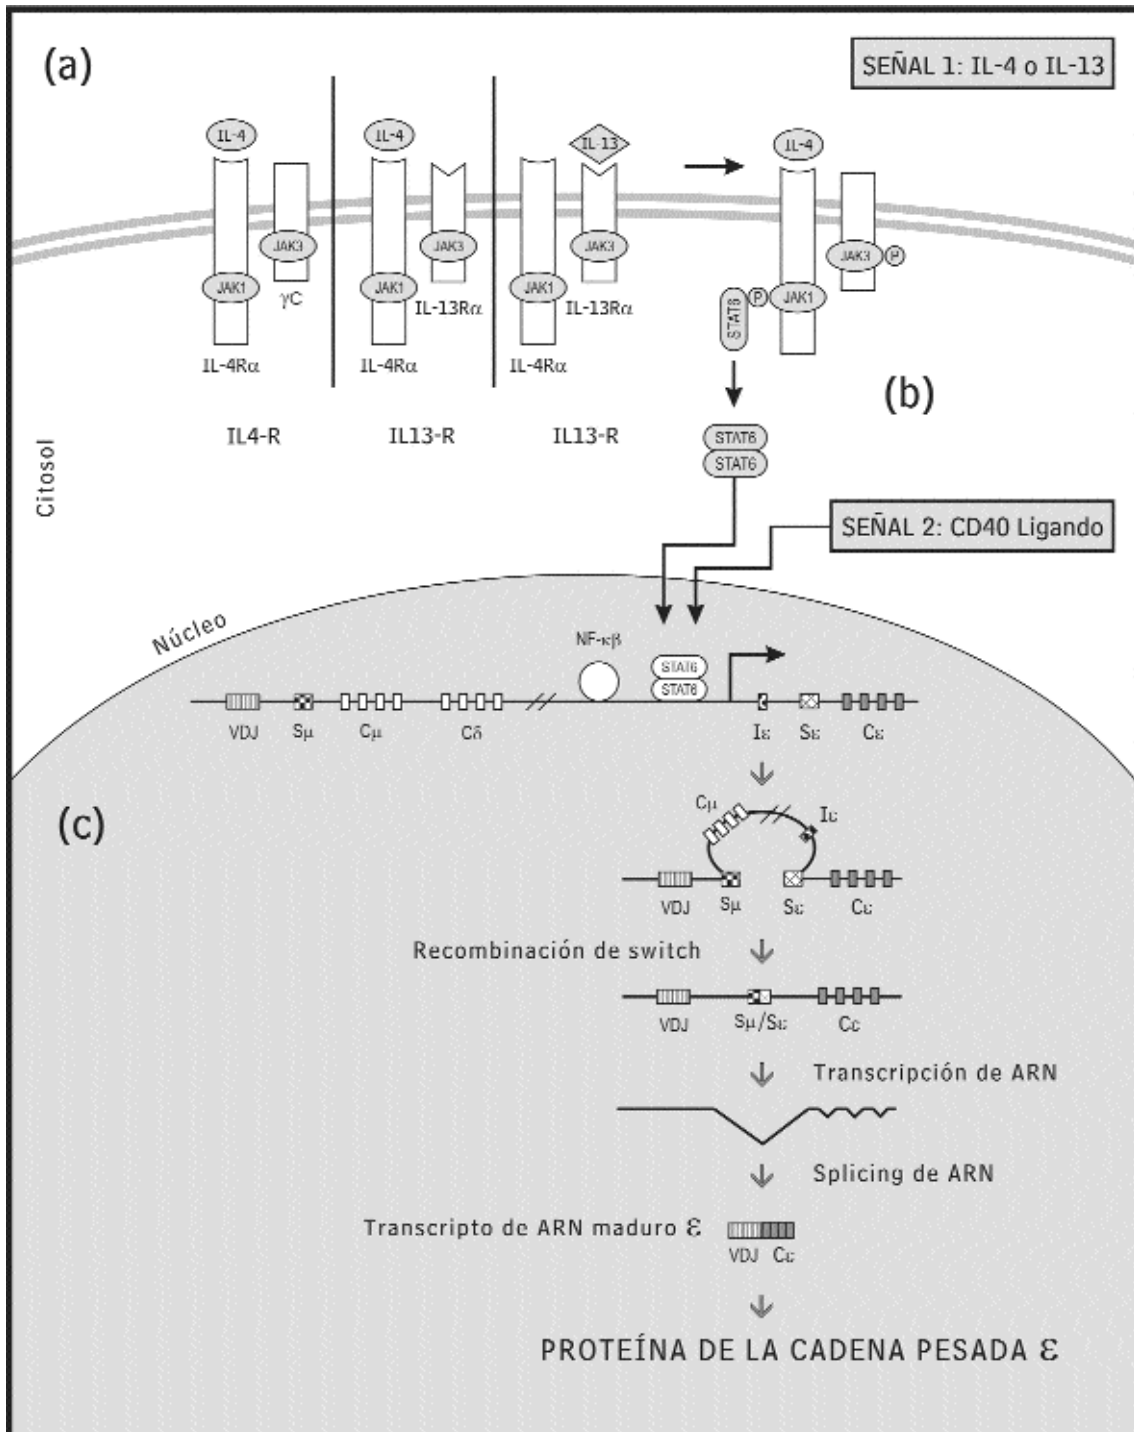 (a)
SEÑAL 1: IL-4 o IL-13
IL-4
IL-4
IL-13
IL-4
JAK3
JAK3
JAK3
JAK3
P
JAK1
JAK1
JAK1
P
JAK1
γC
IL-13Rα
IL-13Rα
STAT6
IL-4Rα
IL-4Rα
IL-4Rα
(b)
IL4-R
IL13-R
IL13-R
STAT6
STAT6
Citosol
SEÑAL 2: CD40 Ligando
Núcleo
NF-κβ
STAT6
STAT6
VDJ
Sμ
Cμ
Cδ
Iε
Sε
Cε
(c)
Cμ
Iε
VDJ
Sμ
Sε
Cε
Recombinación de switch
VDJ
Sμ/Sε
Cε
Transcripción de ARN
Splicing de ARN
Transcripto de ARN maduro ε
VDJ
Cε
PROTEÍNA DE LA CADENA PESADA ε